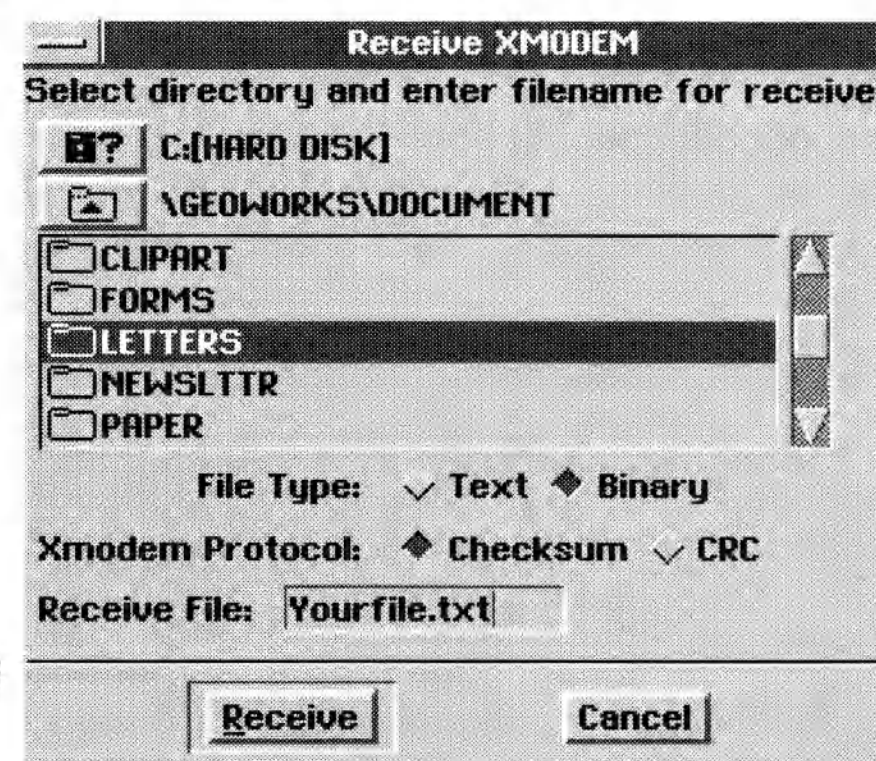 Receive XMODEM
Select directory and enter filename for receive
? C:[HARD DISK]
\GEOWORKS\DOCUMENT
CLIPART
FORMS
LETTERS
NEWSLTTR
PAPER
File Type: Text Binary
Xmodem Protocol: Checksum CRC
Receive File: Yourfile.txt
Receive Cancel